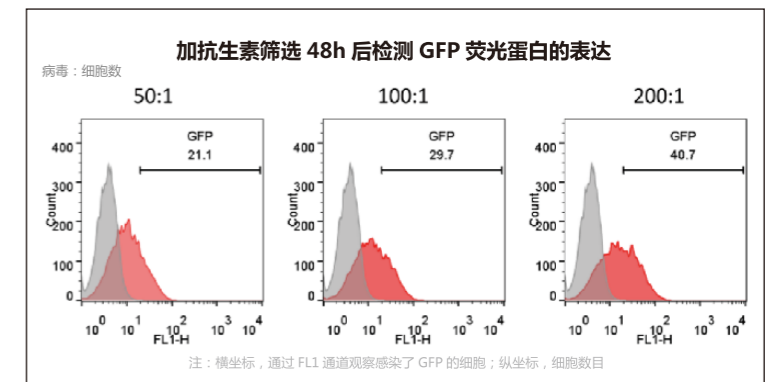 加抗生素筛选 48h 后检测 GFP 荧光蛋白的表达
病毒：细胞数
50:1 100:1 200:1
GFP GFP GFP
21.1 29.7 40.7
400 400 400
300 300 300
Count Count Count
200 200 200
100 100 100
0 0 0
10⁰ 10¹ 10² 10³ 10⁴ 10⁰ 10¹ 10² 10³ 10⁴ 10⁰ 10¹ 10² 10³ 10⁴
FL1-H FL1-H FL1-H
注：横坐标，通过 FL1 通道观察感染了 GFP 的细胞；纵坐标，细胞数目